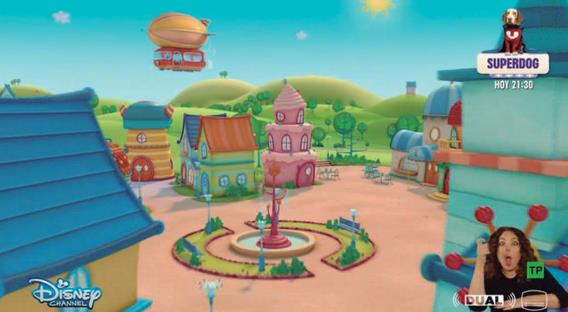 SUPERDOG
HOY 21:30
TP
DISNEY
CHANNEL
DUAL